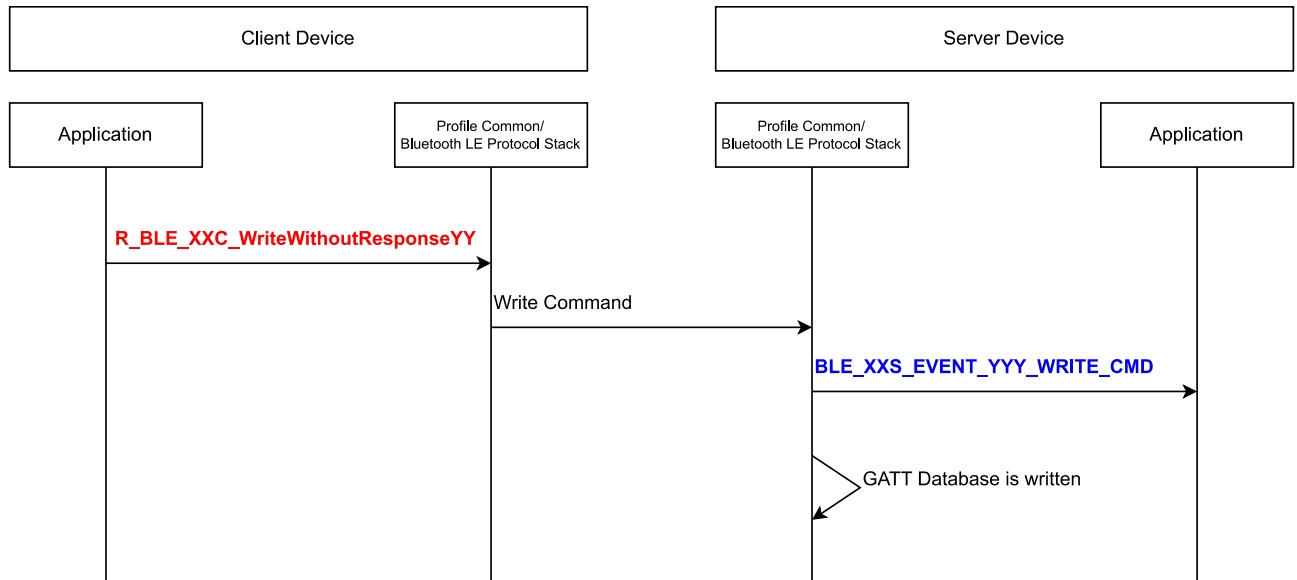 Client Device
Server Device
Application
Profile Common/
Bluetooth LE Protocol Stack
Profile Common/
Bluetooth LE Protocol Stack
Application
R_BLE_XXC_WriteWithoutResponseYY
Write Command
BLE_XXS_EVENT_YYY_WRITE_CMD
GATT Database is written